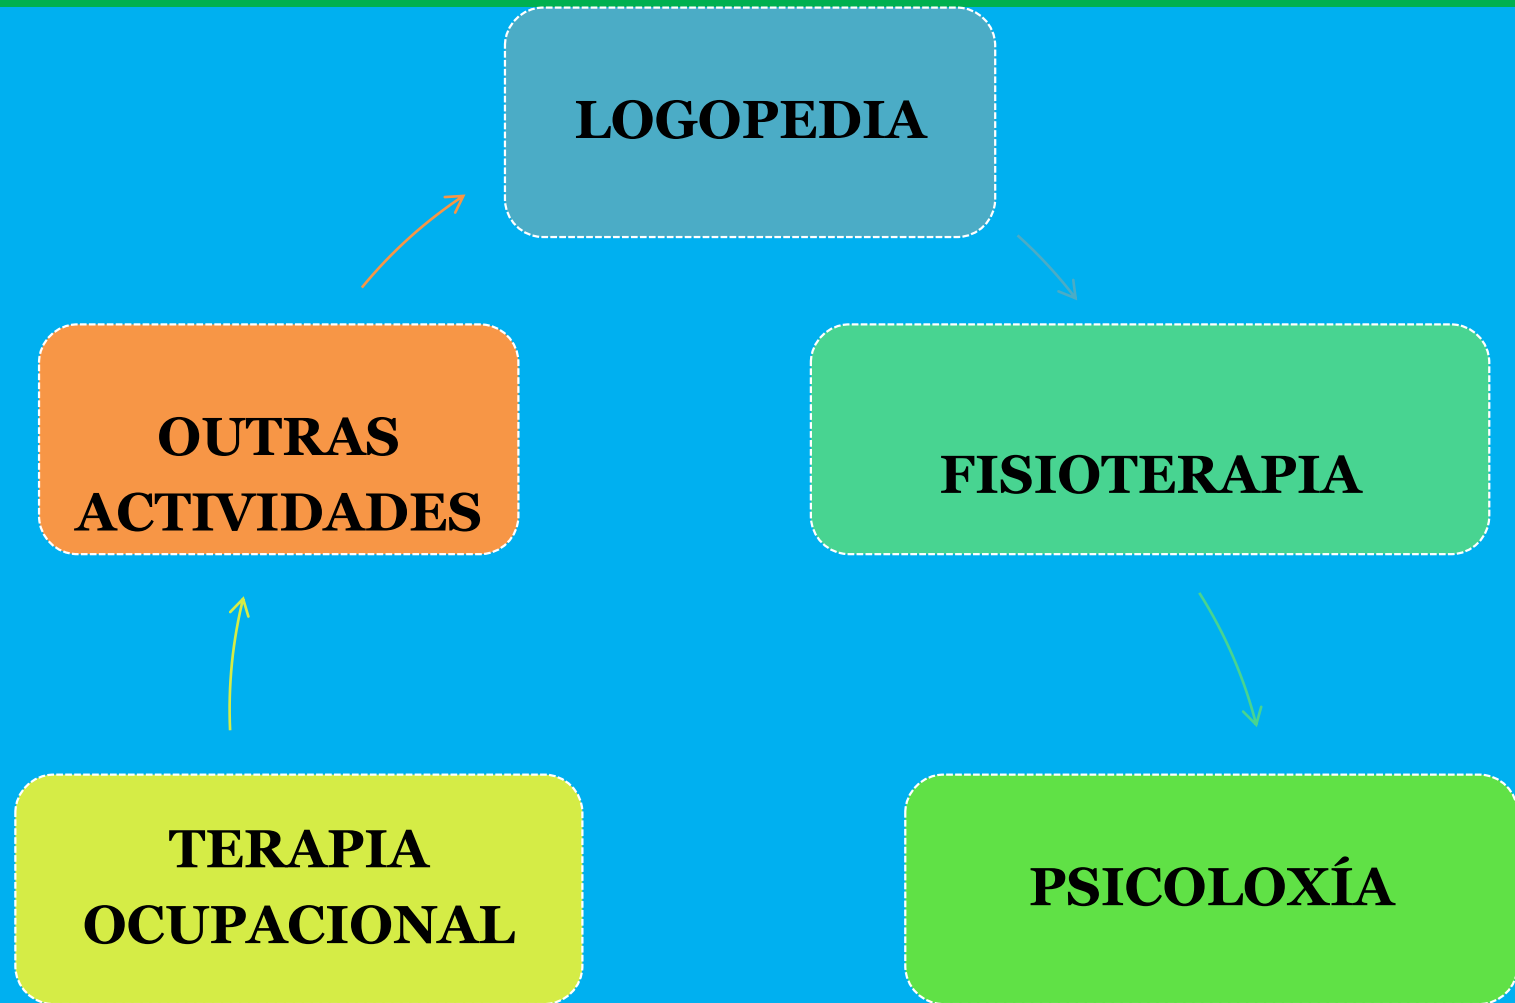 LOGOPEDIA
OUTRAS
ACTIVIDADES
FISIOTERAPIA
TERAPIA
OCUPACIONAL
PSICOLOXÍA